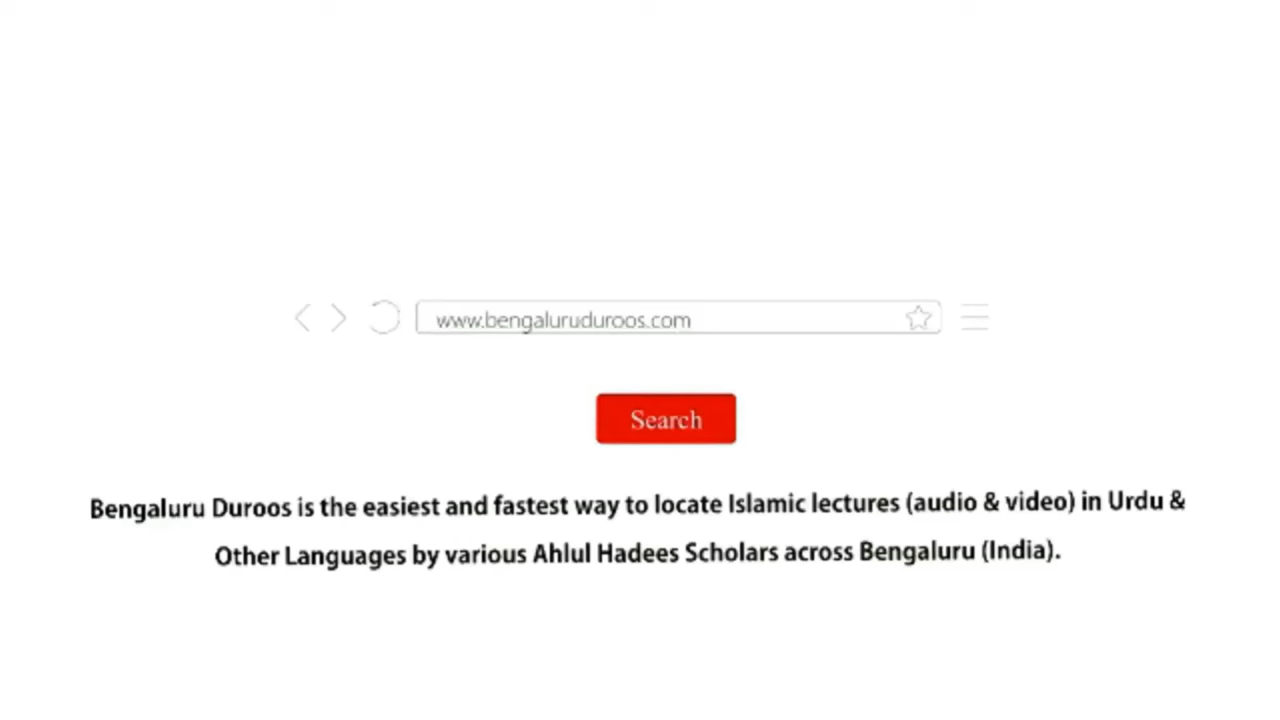 www.bengaluruduroos.com
Search
Bengaluru Duroos is the easiest and fastest way to locate Islamic lectures (audio & video) in Urdu &
Other Languages by various Ahlul Hadees Scholars across Bengaluru (India).